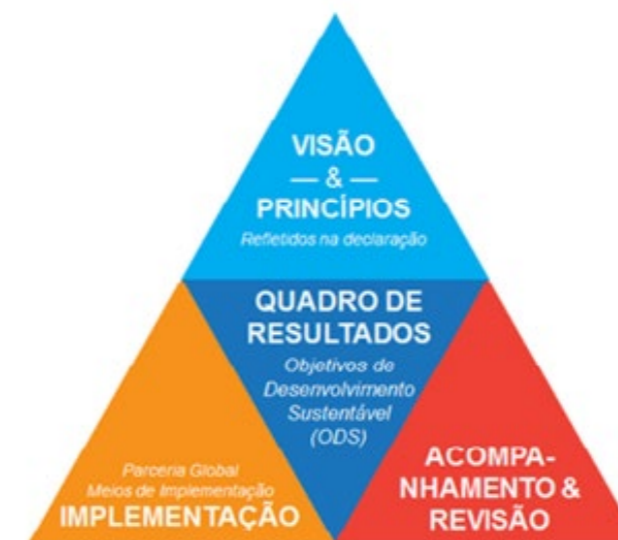 VISÃO
— & —
PRINCÍPIOS
Refletidos na declaração
QUADRO DE
RESULTADOS
Objetivos de
Desenvolvimento
Sustentável
(ODS)
Parceria Global
Meios de Implementação
IMPLEMENTAÇÃO
ACOMPA-
NHAMENTO &
REVISÃO